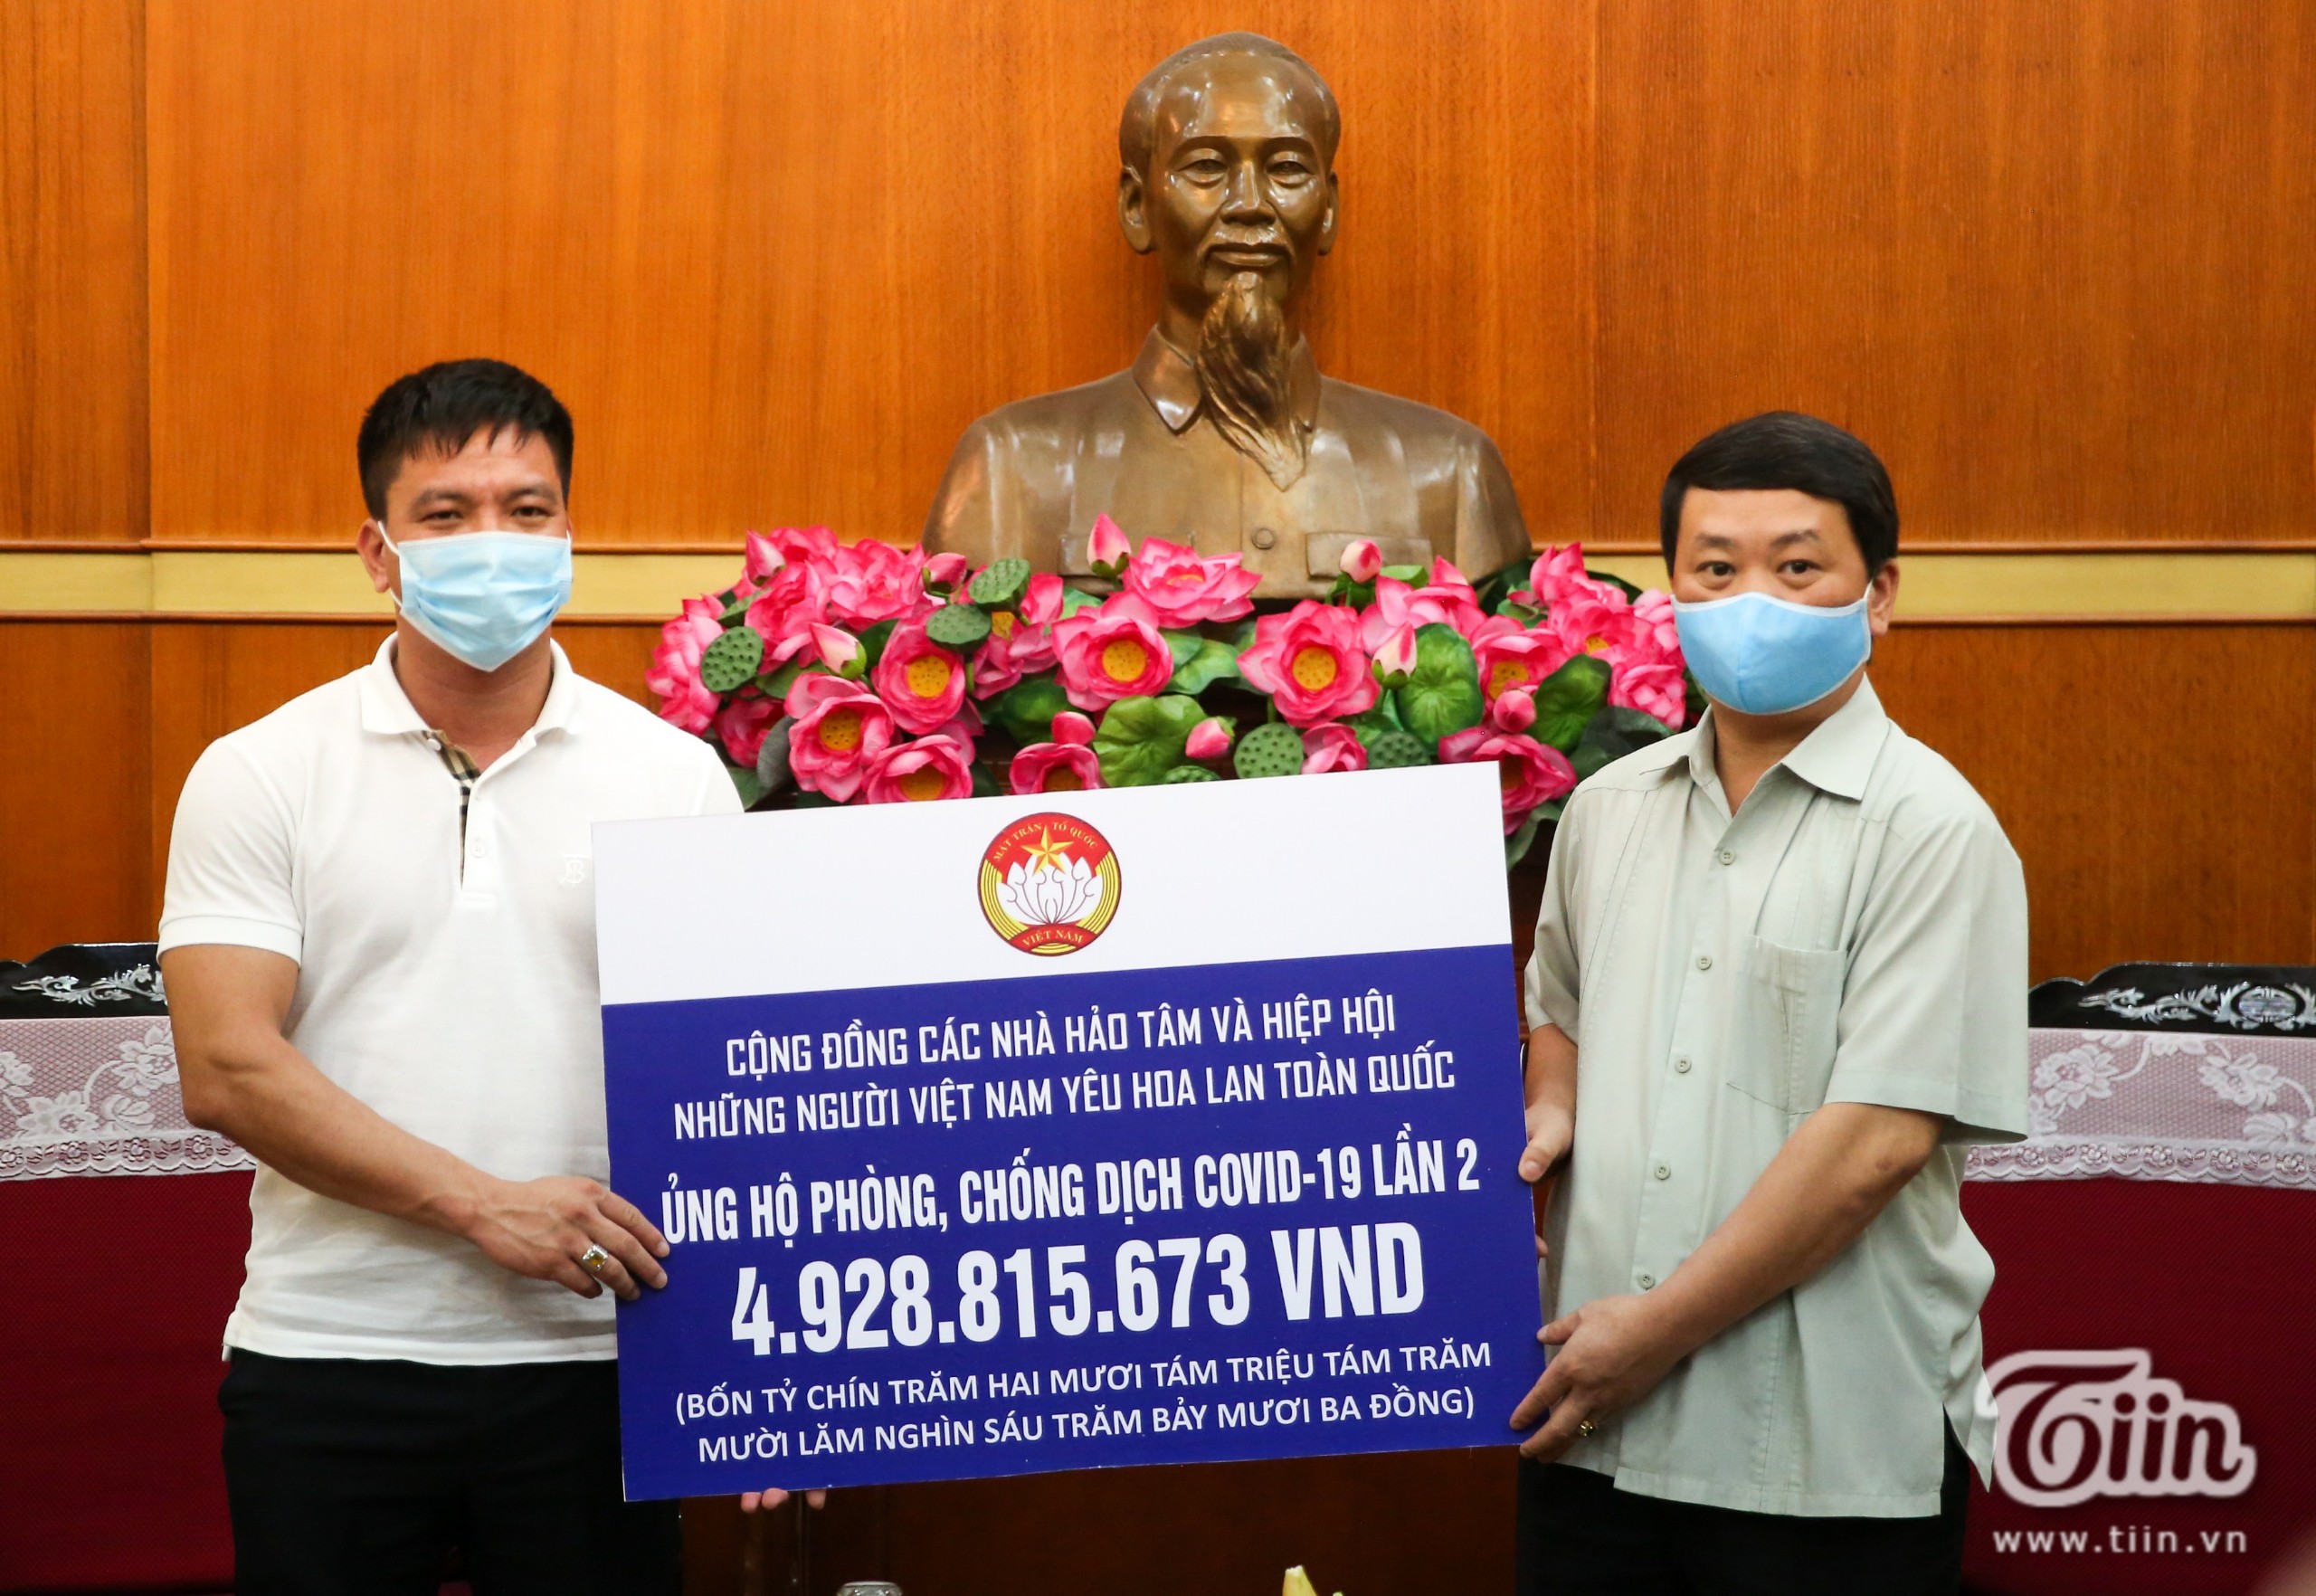 MẶT TRẬN TỔ QUỐC
VIỆT NAM
CỘNG ĐỒNG CÁC NHÀ HẢO TÂM VÀ HIỆP HỘI
NHỮNG NGƯỜI VIỆT NAM YÊU HOA LAN TOÀN QUỐC
ỦNG HỘ PHÒNG, CHỐNG DỊCH COVID-19 LẦN 2
4.928.815.673 VND
(BỐN TỶ CHÍN TRĂM HAI MƯƠI TÁM TRIỆU TÁM TRĂM
MƯỜI LĂM NGHÌN SÁU TRĂM BẢY MƯƠI BA ĐỒNG)
Tiin
www.tiin.vn